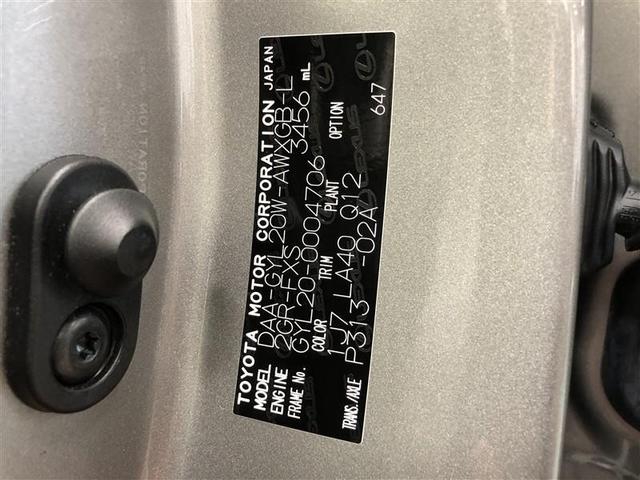 TOYOTA MOTOR CORPORATION JAPAN
MODEL DAA-GYL20W-AWXGB-L
ENGINE 2GR-FXS 3456 mL
FRAME No. GYL20-0004706
COLOR TRIM PLANT OPTION
1J7 LA40 Q12 647
TRANS./AXLE P313 -02A